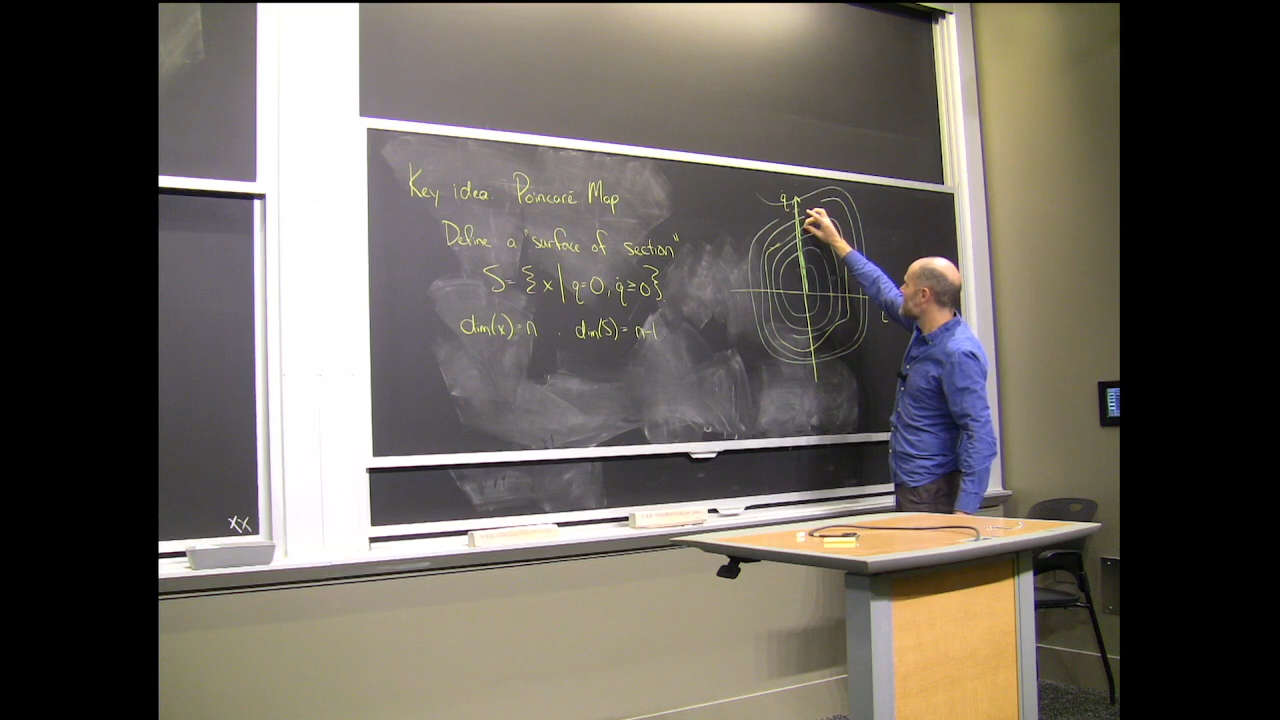 Key idea: Poincaré Map
Define a "surface of section"
S = { x | q=0, q̇ ≥ 0 }
dim(x) = n . dim(S) = n-1
q̇
q
xx